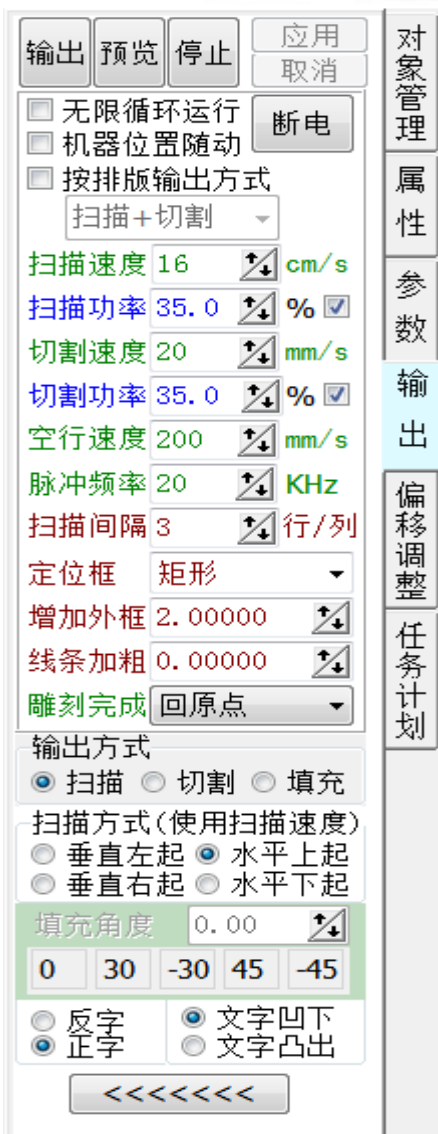 输出 预览 停止 应用
取消
无限循环运行
机器位置随动
断电
按排版输出方式
扫描+切割
扫描速度 16 cm/s
扫描功率 35.0 %
切割速度 20 mm/s
切割功率 35.0 %
空行速度 200 mm/s
脉冲频率 20 KHz
扫描间隔 3 行/列
定位框 矩形
增加外框 2.00000
线条加粗 0.00000
雕刻完成 回原点
输出方式
扫描 切割 填充
扫描方式(使用扫描速度)
垂直左起 水平上起
垂直右起 水平下起
填充角度 0.00
0 30 -30 45 -45
反字 文字凹下
正字 文字凸出
<<<<<<<
对象管理
属性
参数
输出
偏移调整
任务计划